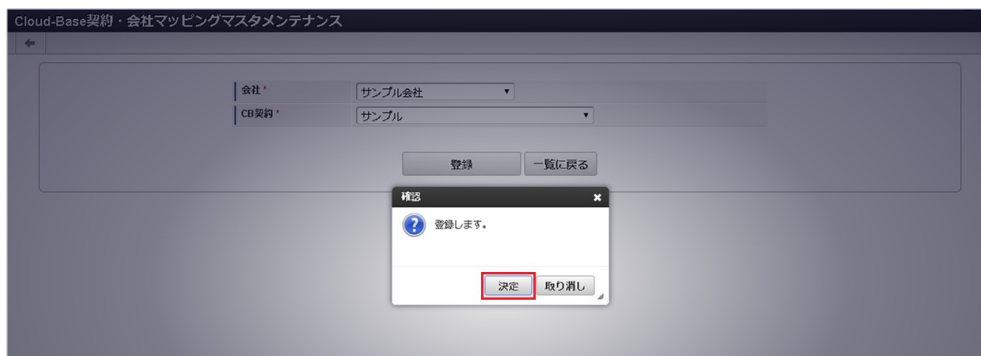 Cloud-Base契約・会社マッピングマスタメンテナンス
会社*
サンプル会社
CB契約*
サンプル
登録
一覧に戻る
確認
登録します。
決定
取り消し